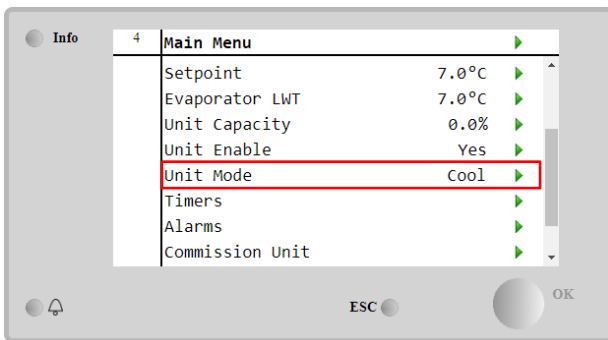 Info
4 Main Menu
Setpoint 7.0°C
Evaporator LWT 7.0°C
Unit Capacity 0.0%
Unit Enable Yes
Unit Mode Cool
Timers
Alarms
Commission Unit
ESC
OK